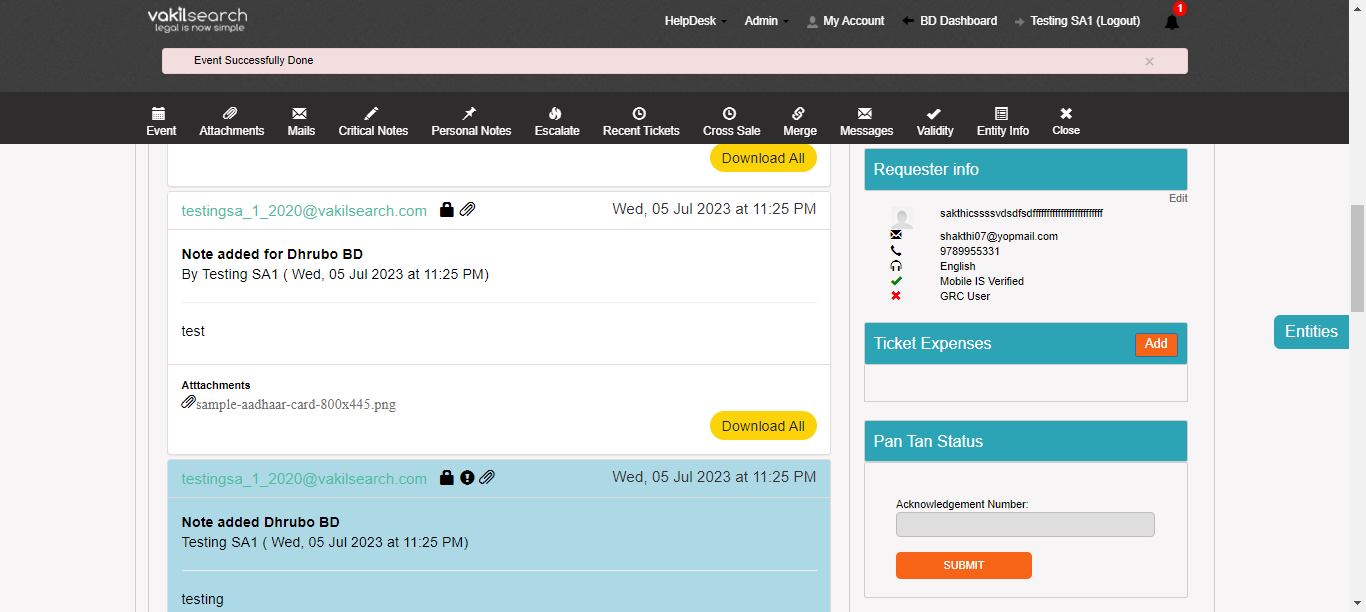 vakilsearch
legal is now simple
HelpDesk
Admin
My Account
BD Dashboard
Testing SA1 (Logout)
1
Event Successfully Done
×
Event
Attachments
Mails
Critical Notes
Personal Notes
Escalate
Recent Tickets
Cross Sale
Merge
Messages
Validity
Entity Info
Close
Download All
testingsa_1_2020@vakilsearch.com
Wed, 05 Jul 2023 at 11:25 PM
Note added for Dhrubo BD
By Testing SA1 ( Wed, 05 Jul 2023 at 11:25 PM)
test
Atttachments
sample-aadhaar-card-800x445.png
Download All
testingsa_1_2020@vakilsearch.com
Wed, 05 Jul 2023 at 11:25 PM
Note added Dhrubo BD
Testing SA1 ( Wed, 05 Jul 2023 at 11:25 PM)
testing
Requester info
Edit
shakthi07@yopmail.com
9789955331
English
Mobile IS Verified
GRC User
Ticket Expenses
Add
Pan Tan Status
Acknowledgement Number:
SUBMIT
Entities